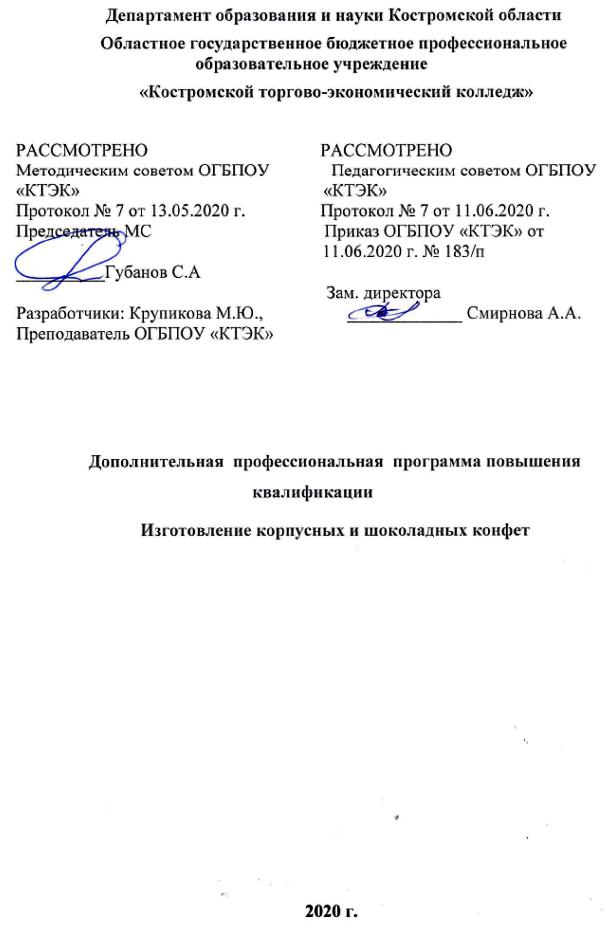 Департамент образования и науки Костромской области
Областное государственное бюджетное профессиональное
образовательное учреждение
«Костромской торгово-экономический колледж»
РАССМОТРЕНО
Методическим советом ОГБПОУ
«КТЭК»
Протокол № 7 от 13.05.2020 г.
Председатель МС
____________Губанов С.А
Разработчики: Крупикова М.Ю.,
Преподаватель ОГБПОУ «КТЭК»
РАССМОТРЕНО
Педагогическим советом ОГБПОУ
«КТЭК»
Протокол № 7 от 11.06.2020 г.
Приказ ОГБПОУ «КТЭК» от
11.06.2020 г. № 183/п
Зам. директора
_____________ Смирнова А.А.
Дополнительная профессиональная программа повышения
квалификации
Изготовление корпусных и шоколадных конфет
2020 г.